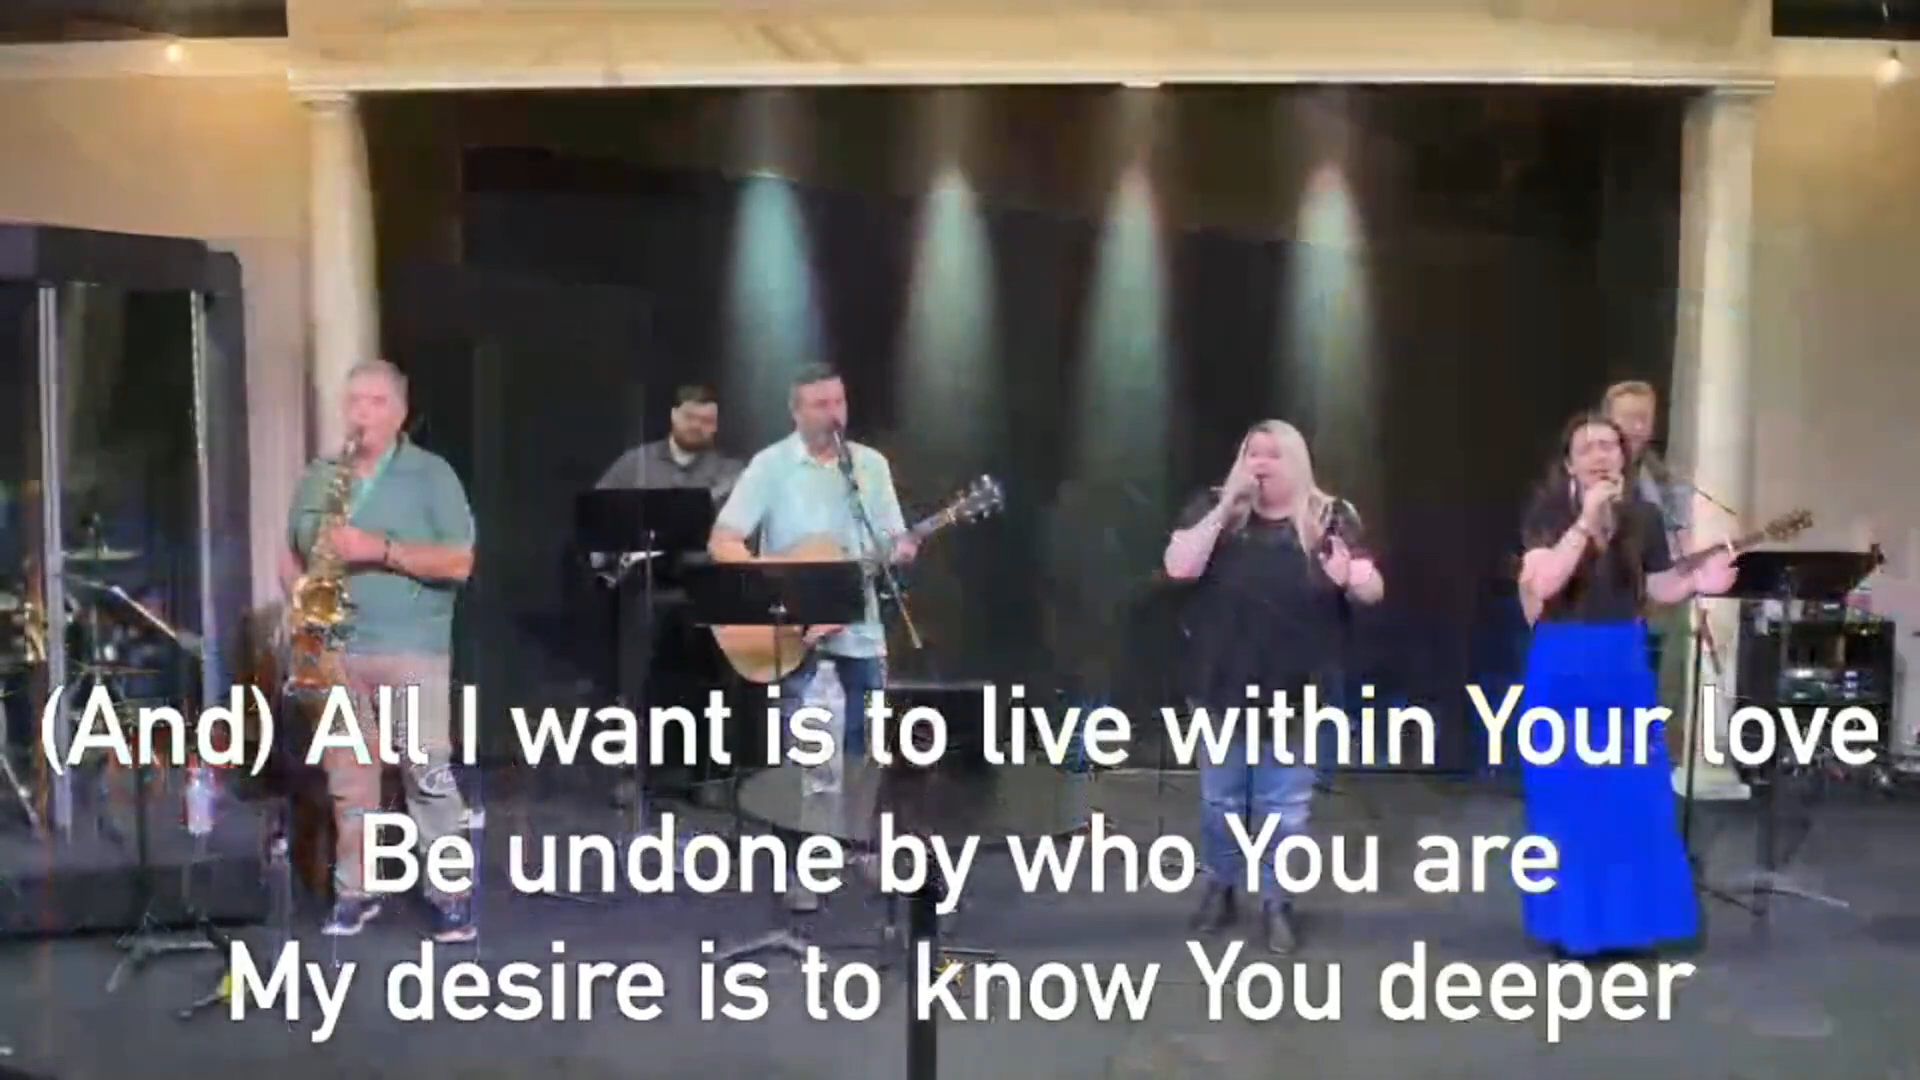 (And) All I want is to live within Your love
Be undone by who You are
My desire is to know You deeper